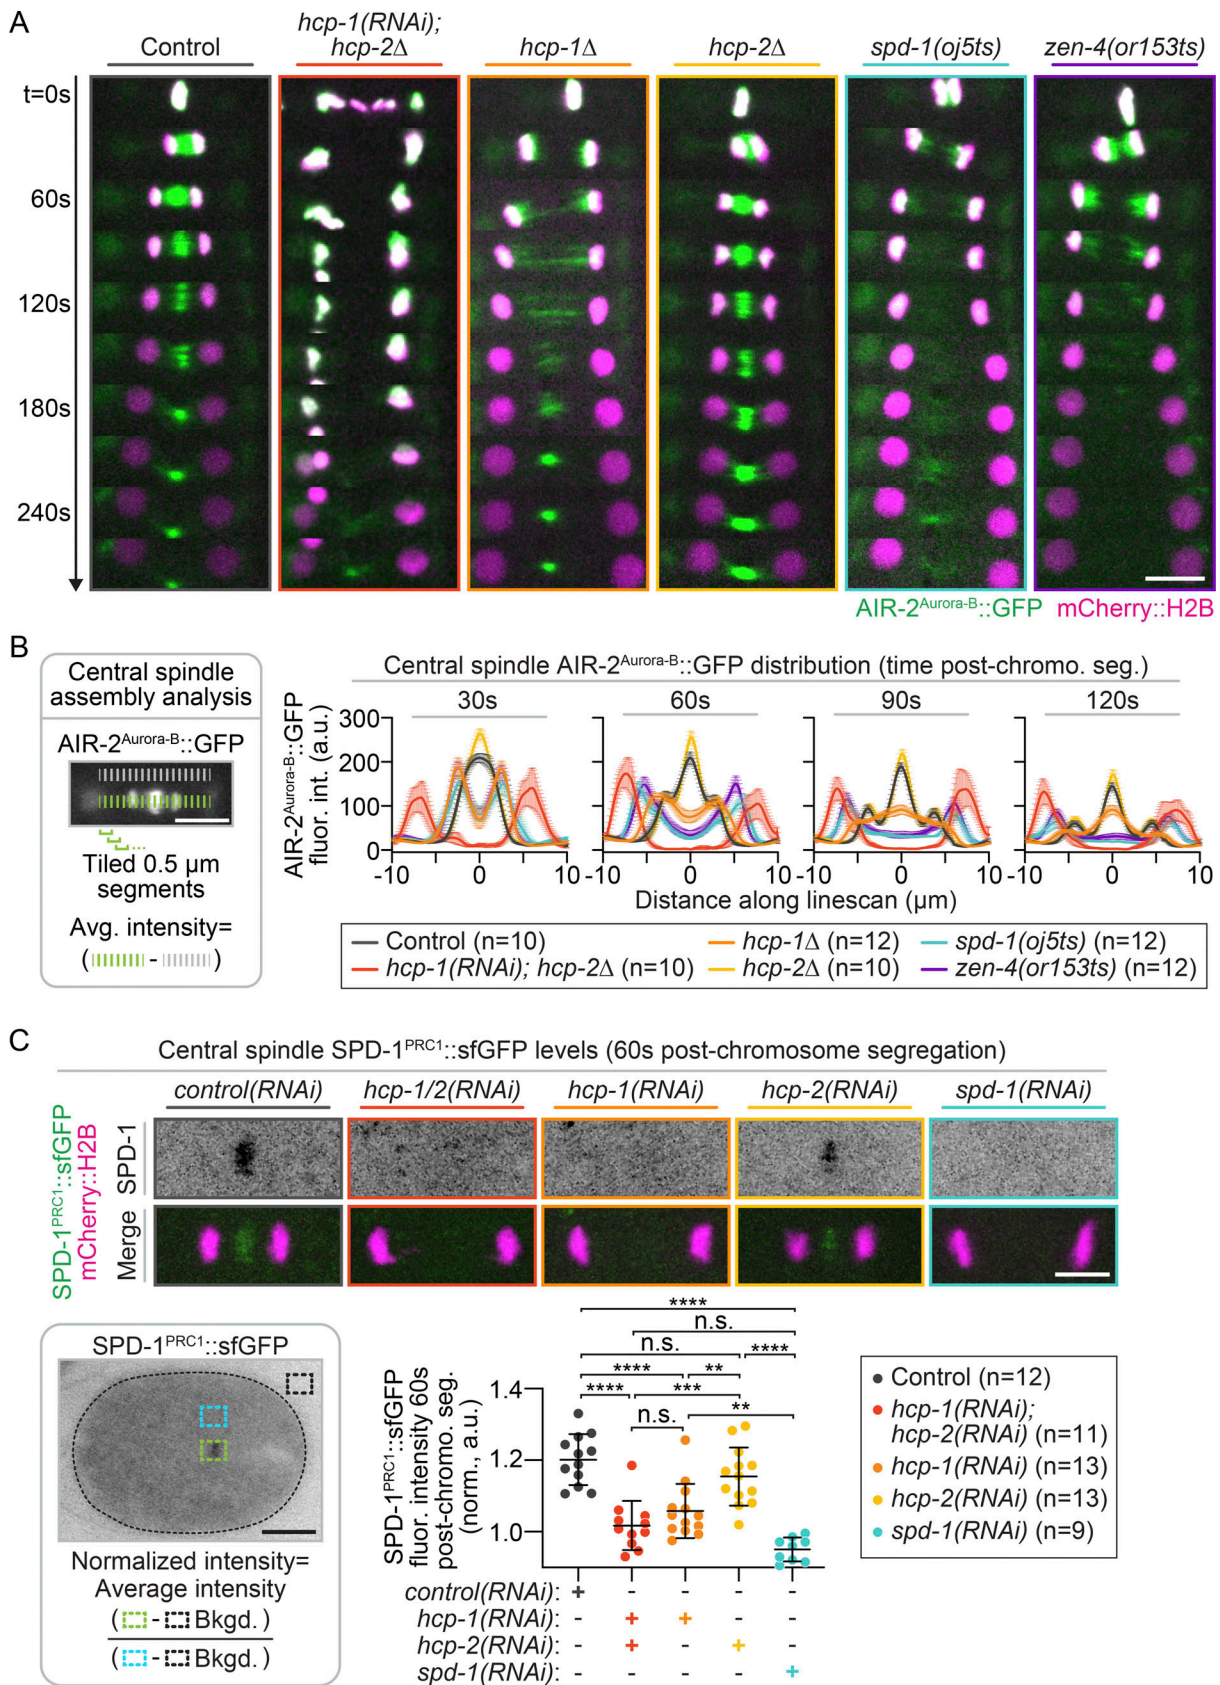 A
Control
hcp-1(RNAi);
hcp-2Δ
hcp-1Δ
hcp-2Δ
spd-1(oj5ts)
zen-4(or153ts)
t=0s
60s
120s
180s
240s
AIR-2Aurora-B::GFP mCherry::H2B
B
Central spindle
assembly analysis
AIR-2Aurora-B::GFP
Tiled 0.5 µm
segments
Avg. intensity=
( - )
Central spindle AIR-2Aurora-B::GFP distribution (time post-chromo. seg.)
30s 60s 90s 120s
AIR-2Aurora-B::GFP
fluor. int. (a.u.)
300
200
100
0
-10 0 10 -10 0 10 -10 0 10 -10 0 10
Distance along linescan (µm)
Control (n=10) hcp-1Δ (n=12) spd-1(oj5ts) (n=12)
hcp-1(RNAi); hcp-2Δ (n=10) hcp-2Δ (n=10) zen-4(or153ts) (n=12)
C
Central spindle SPD-1PRC1::sfGFP levels (60s post-chromosome segregation)
control(RNAi) hcp-1/2(RNAi) hcp-1(RNAi) hcp-2(RNAi) spd-1(RNAi)
SPD-1PRC1::sfGFP
mCherry::H2B
SPD-1
Merge
SPD-1PRC1::sfGFP
Normalized intensity=
Average intensity
( - Bkgd. )
( - Bkgd. )
****
n.s.
n.s. ****
**** **
**** ***
n.s. **
SPD-1PRC1::sfGFP
fluor. intensity 60s
post-chromo. seg.
(norm., a.u.)
1.4
1.2
1.0
control(RNAi): + - - - -
hcp-1(RNAi): - + + - -
hcp-2(RNAi): - + - + -
spd-1(RNAi): - - - - +
Control (n=12)
hcp-1(RNAi);
hcp-2(RNAi) (n=11)
hcp-1(RNAi) (n=13)
hcp-2(RNAi) (n=13)
spd-1(RNAi) (n=9)